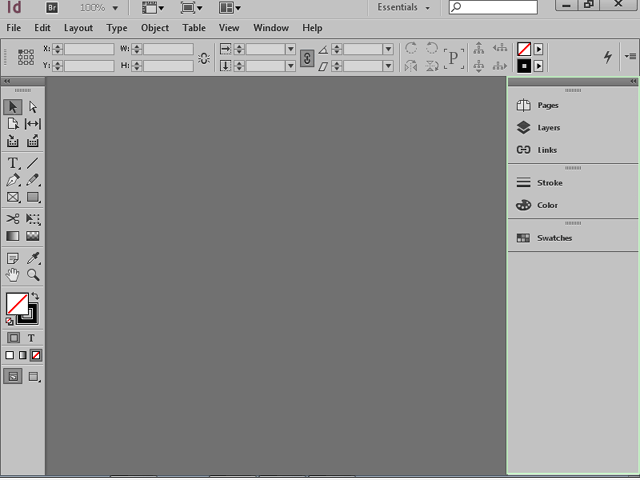 Id Br 100% Essentials
File Edit Layout Type Object Table View Window Help
X: W:
Y: H:
P
Pages
Layers
Links
Stroke
Color
Swatches
T
T